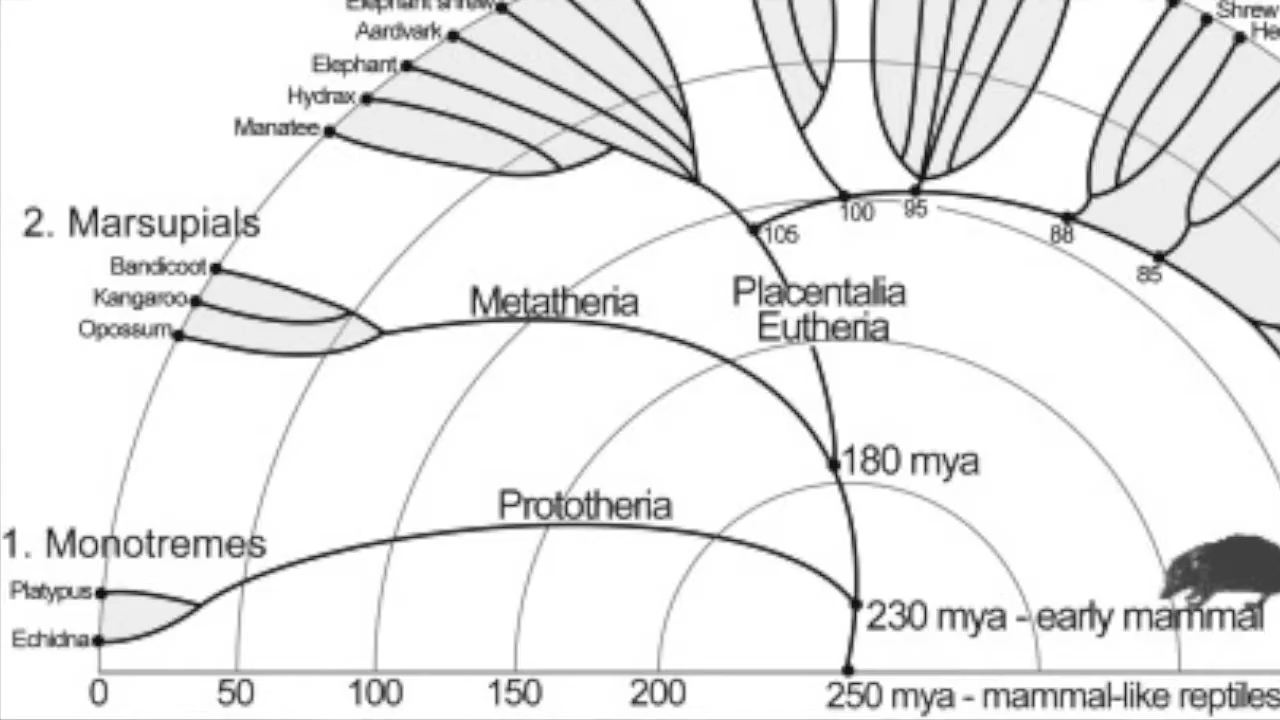 Elephant shrew
Aardvark
Elephant
Hydrax
Manatee
Shrew
2. Marsupials
Bandicoot
Kangaroo
Opossum
Metatheria
105
100
95
88
85
Placentalia
Eutheria
180 mya
Prototheria
1. Monotremes
Platypus
Echidna
230 mya - early mammal
0 50 100 150 200 250 mya - mammal-like reptiles